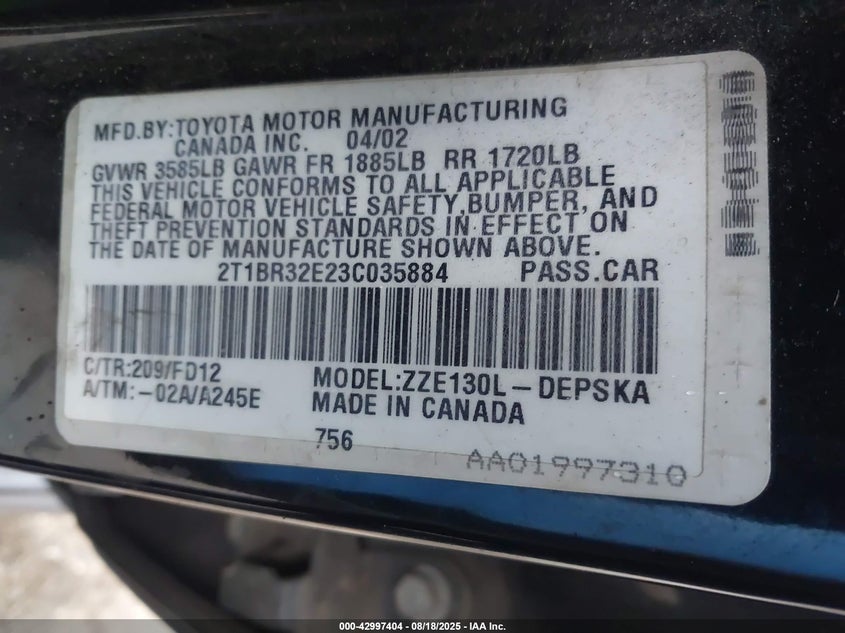 MFD.BY:TOYOTA MOTOR MANUFACTURING
CANADA INC. 04/02
GVWR 3585LB GAWR FR 1885LB RR 1720LB
THIS VEHICLE CONFORMS TO ALL APPLICABLE
FEDERAL MOTOR VEHICLE SAFETY,BUMPER, AND
THEFT PREVENTION STANDARDS IN EFFECT ON
THE DATE OF MANUFACTURE SHOWN ABOVE.
2T1BR32E23C035884 PASS.CAR
C/TR:209/FD12 MODEL:ZZE130L-DEPSKA
A/TM:-02A/A245E MADE IN CANADA
756
AA01997310
000-42997404 | 08/18/2025 - IAA Inc.